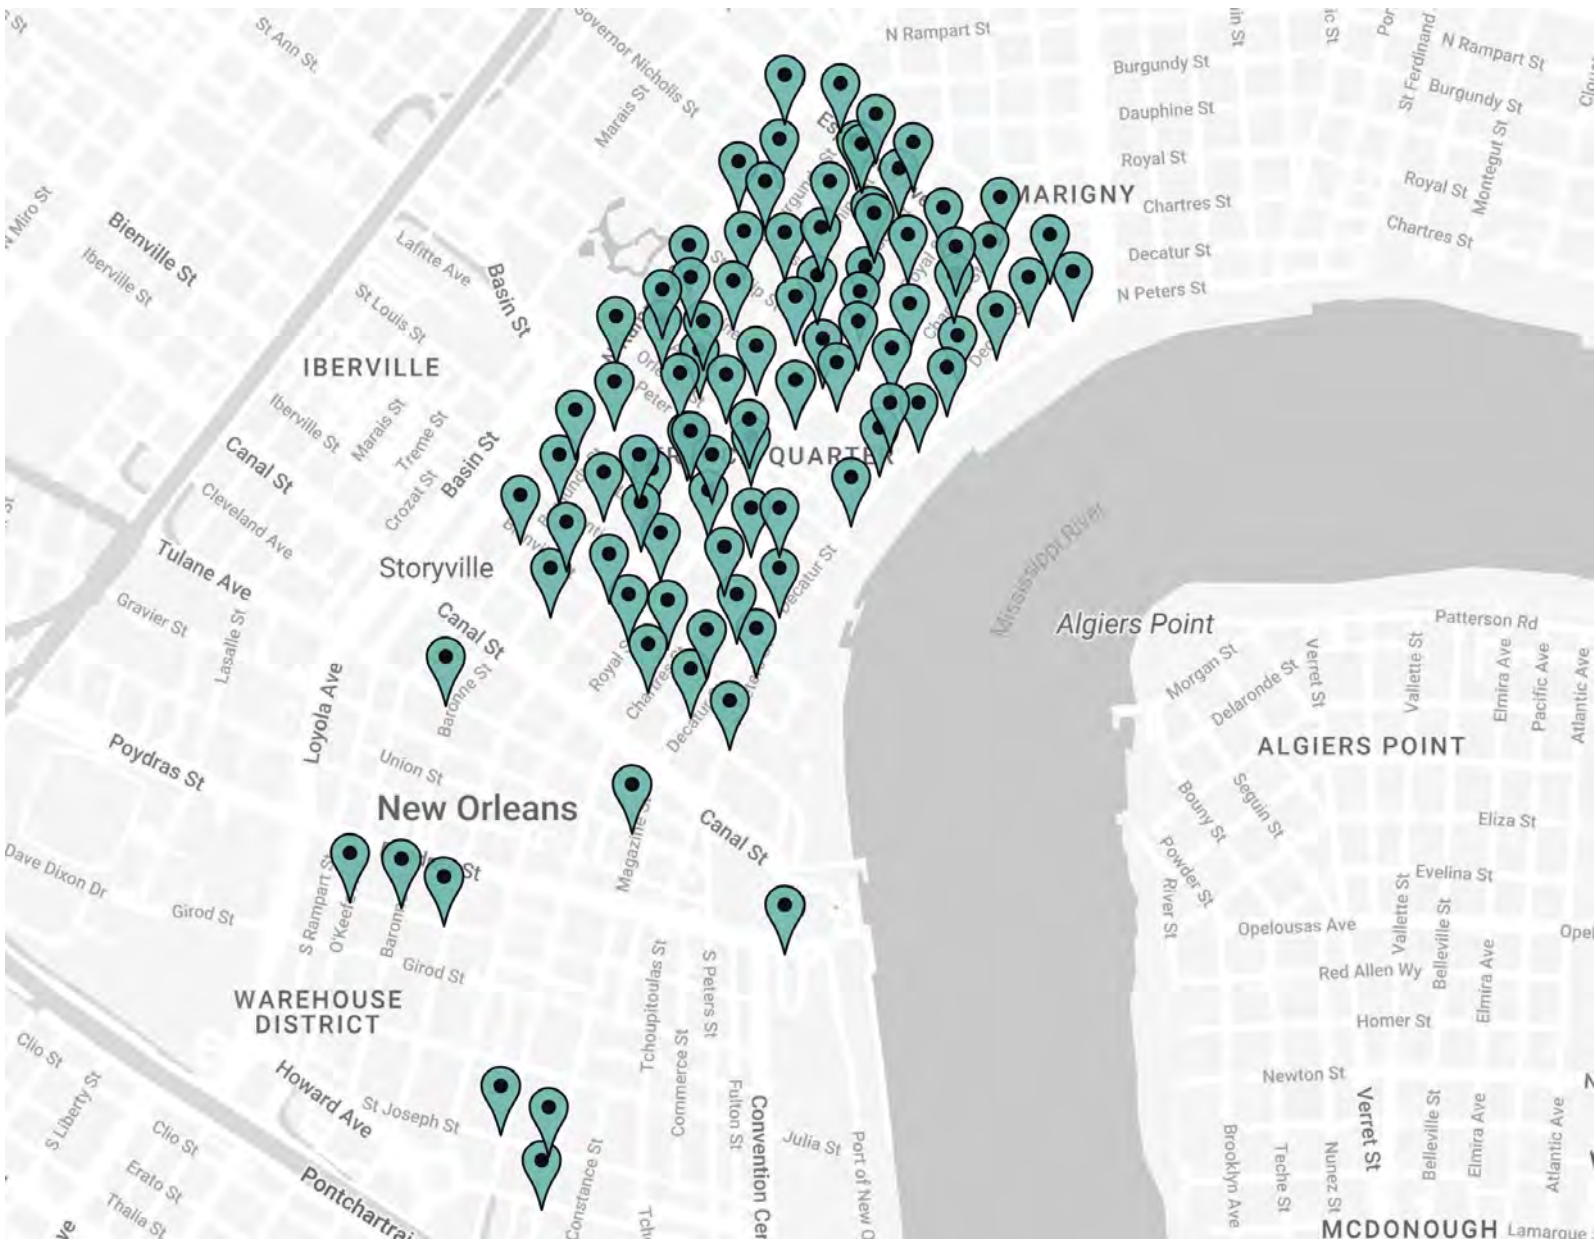 St Ann St.
Governor Nicholls St
Marais St
N Rampart St
Burgundy St
Dauphine St
Royal St
Chartres St
Decatur St
N Peters St
MARIGNY
St Ferdinand
N Rampart St
Burgundy St
Montegut St
Royal St
Chartres St
N Miro St
Bienville St
Iberville St
Lafitte Ave
Basin St
St Louis St
IBERVILLE
Iberville St
Marais St
Treme St
Basin St
Crozat St
Canal St
Cleveland Ave
Tulane Ave
Gravier St
Lasalle St
Storyville
Canal St
QUARTER
Decatur St
Royal S
Chartres
Decatur
Mississippi River
Algiers Point
Loyola Ave
Baronne St
Poydras St
Union St
New Orleans
Magazine S
Canal St
Dave Dixon Dr
Girod St
S Rampart St
O'Keef
Baron
Girod St
WAREHOUSE
DISTRICT
Tchoupitoulas St
S Peters St
Commerce St
Fulton St
Convention Cer
Julia St
Port of New O
Howard Ave
St Joseph St
Constance St
Clio St
S Liberty St
Clio St
Erato St
Thalia St
Pontchartrai
Patterson Rd
Morgan St
Delaronde St
Verret St
Vallette St
Elmira Ave
Pacific Ave
Atlantic Ave
ALGIERS POINT
Bouny St
Seguin St
Eliza St
Powder St
River St
Evelina St
Vallette St
Belleville St
Opelousas Ave
Opel
Red Allen Wy
Elmira Ave
Homer St
Newton St
Verret St
Brooklyn Ave
Teche St
Nunez St
Belleville St
Elmira Ave
Atlantic Ave
MCDONOUGH
Lamarque